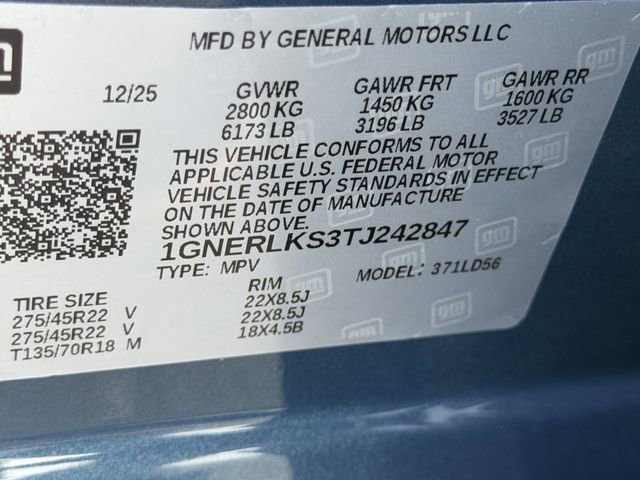 gm
MFD BY GENERAL MOTORS LLC
12/25 GVWR GAWR FRT GAWR RR
2800 KG 1450 KG 1600 KG
6173 LB 3196 LB 3527 LB
THIS VEHICLE CONFORMS TO ALL
APPLICABLE U.S. FEDERAL MOTOR
VEHICLE SAFETY STANDARDS IN EFFECT
ON THE DATE OF MANUFACTURE
SHOWN ABOVE.
1GNERLKS3TJ242847
TYPE: MPV MODEL: 371LD56
TIRE SIZE RIM
275/45R22 V 22X8.5J
275/45R22 V 22X8.5J
T135/70R18 M 18X4.5B